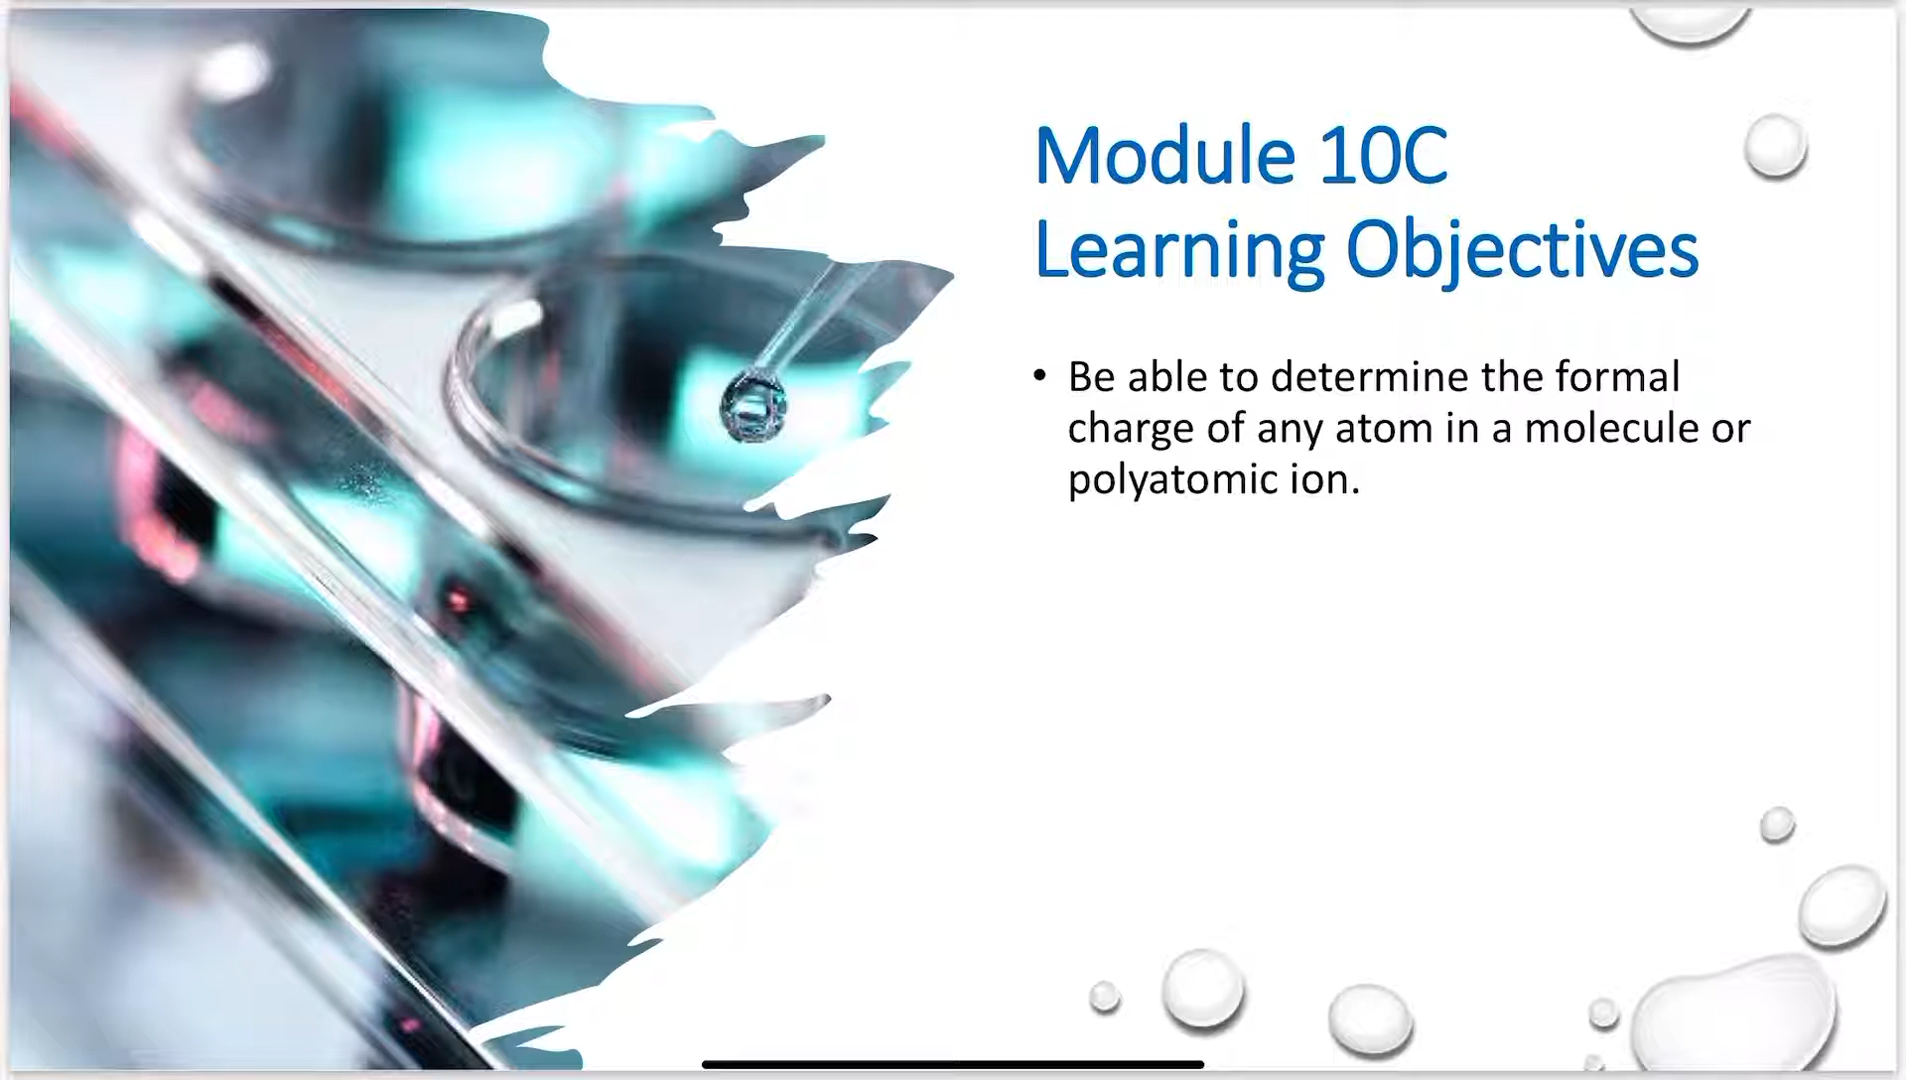 Module 10C
Learning Objectives
• Be able to determine the formal
charge of any atom in a molecule or
polyatomic ion.